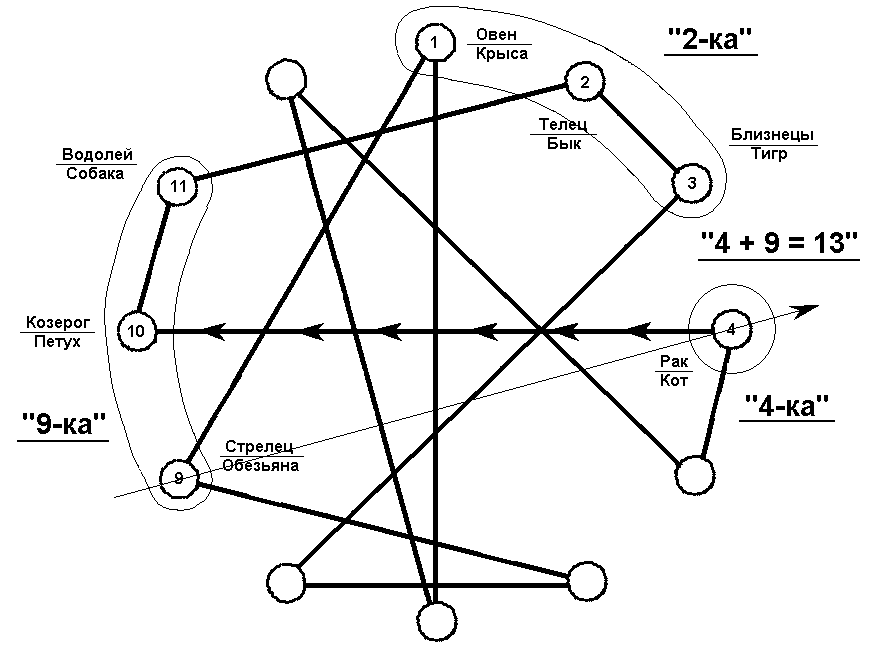 1
Овен
Крыса
"2-ка"
2
Телец
Бык
Близнецы
Тигр
3
Водолей
Собака
11
"4 + 9 = 13"
Козерог
Петух
10
4
Рак
Кот
"4-ка"
"9-ка"
Стрелец
Обезьяна
9